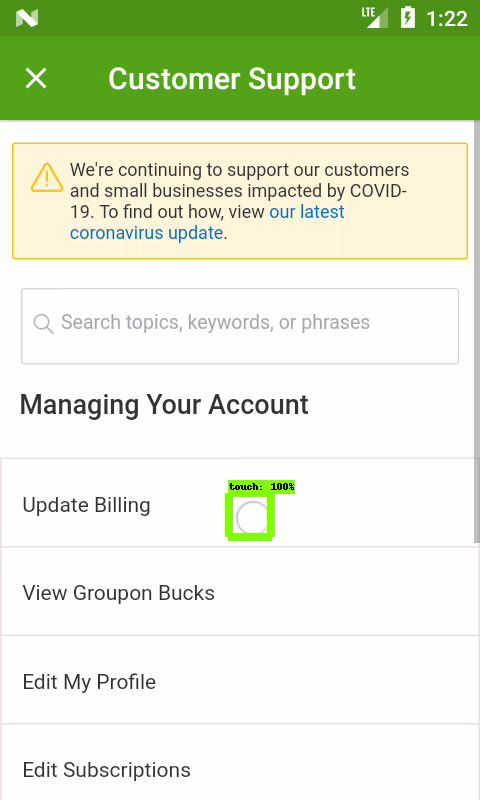 LTE 1:22
Customer Support
We're continuing to support our customers
and small businesses impacted by COVID-
19. To find out how, view our latest
coronavirus update.
Search topics, keywords, or phrases
Managing Your Account
touch: 100%
Update Billing
View Groupon Bucks
Edit My Profile
Edit Subscriptions